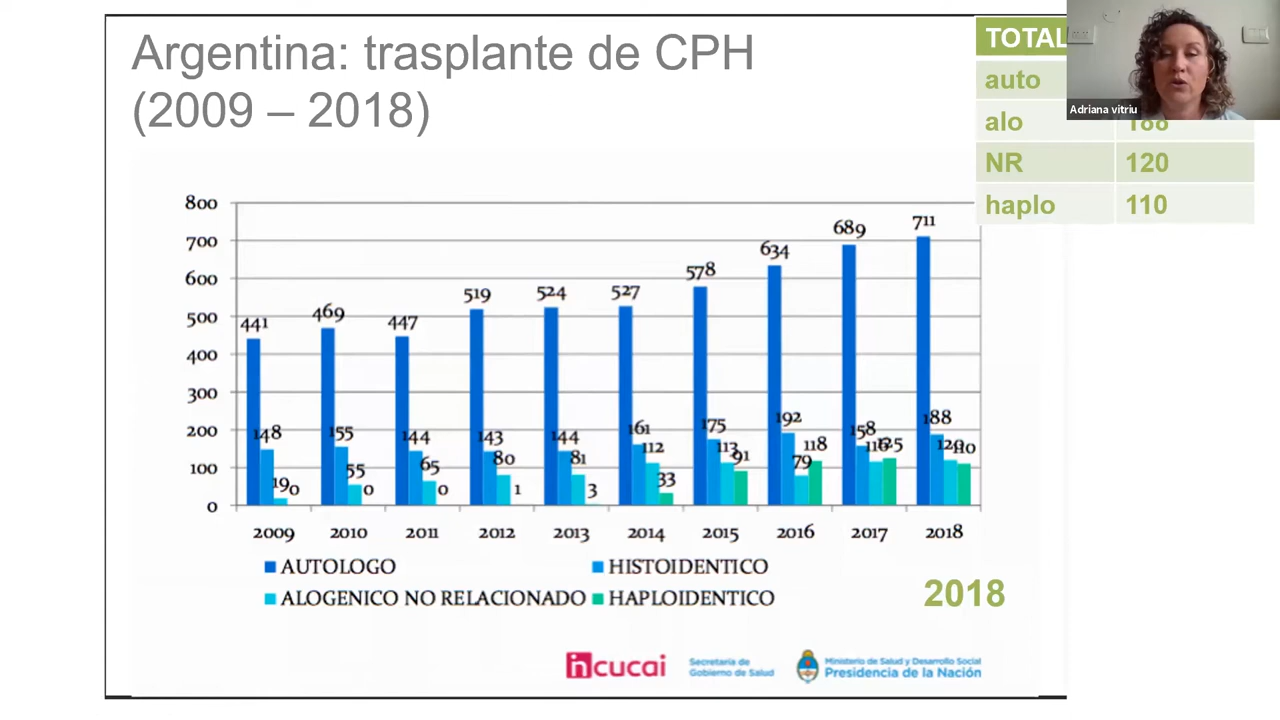 Argentina: trasplante de CPH
(2009 – 2018)
TOTAL
auto
alo 188
NR 120
haplo 110
Adriana vitriu
800
700
600
500
400
300
200
100
0
441 148 19 0
469 155 55 0
447 144 65 0
519 143 80 1
524 144 81 3
527 161 112 33
578 175 113 91
634 192 79 118
689 158 116 125
711 188 120 110
2009 2010 2011 2012 2013 2014 2015 2016 2017 2018
AUTOLOGO HISTOIDENTICO
ALOGENICO NO RELACIONADO HAPLOIDENTICO
2018
incucai
Secretaría de
Gobierno de Salud
Ministerio de Salud y Desarrollo Social
Presidencia de la Nación